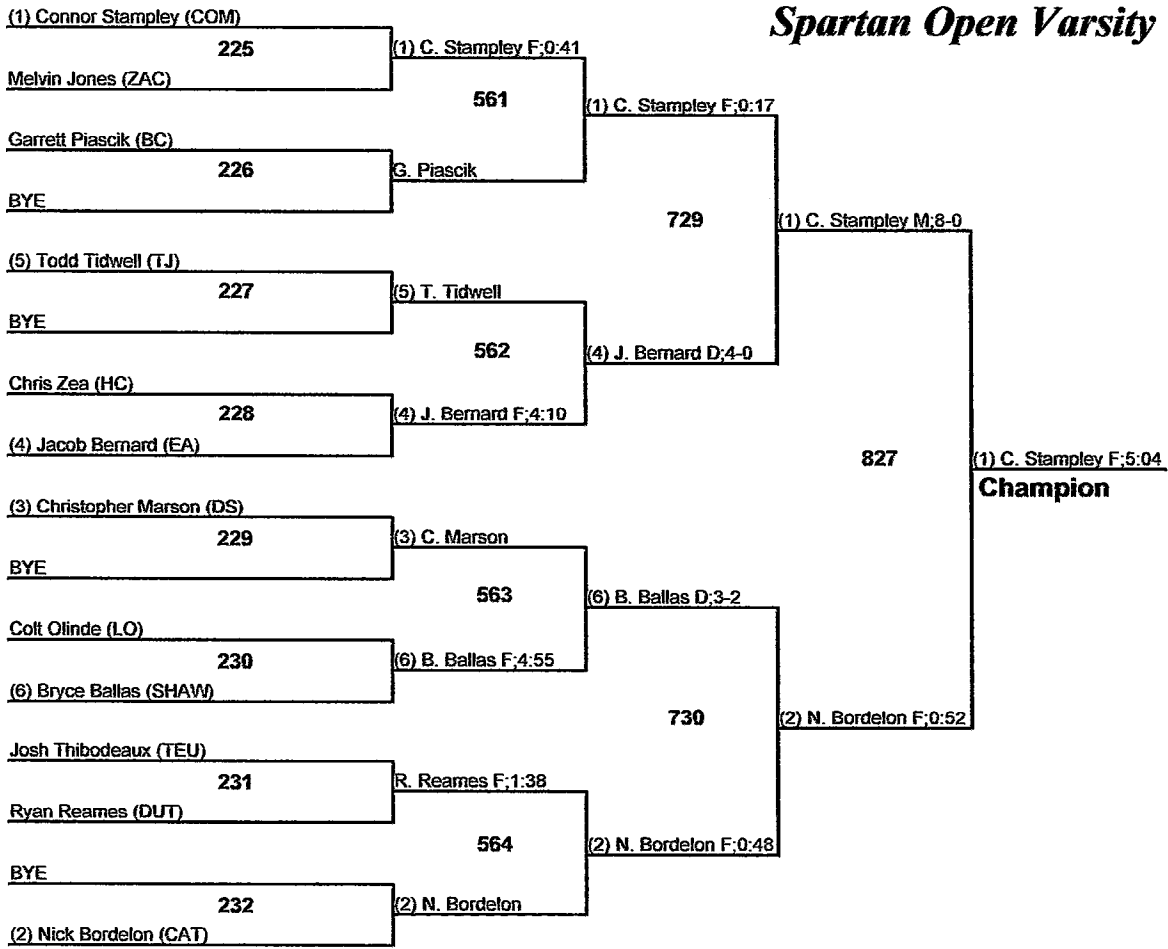 Spartan Open Varsity
(1) Connor Stampley (COM)
225
Melvin Jones (ZAC)
(1) C. Stampley F;0:41
561
Garrett Piascik (BC)
226
BYE
G. Piascik
(1) C. Stampley F;0:17
729
(5) Todd Tidwell (TJ)
227
BYE
(5) T. Tidwell
562
Chris Zea (HC)
228
(4) Jacob Bernard (EA)
(4) J. Bernard F;4:10
(4) J. Bernard D;4-0
(1) C. Stampley M;8-0
827
(1) C. Stampley F;5:04
Champion
(3) Christopher Marson (DS)
229
BYE
(3) C. Marson
563
Colt Olinde (LO)
230
(6) Bryce Ballas (SHAW)
(6) B. Ballas F;4:55
(6) B. Ballas D;3-2
730
(2) N. Bordelon F;0:52
Josh Thibodeaux (TEU)
231
Ryan Reames (DUT)
R. Reames F;1:38
564
BYE
232
(2) Nick Bordelon (CAT)
(2) N. Bordelon
(2) N. Bordelon F;0:48